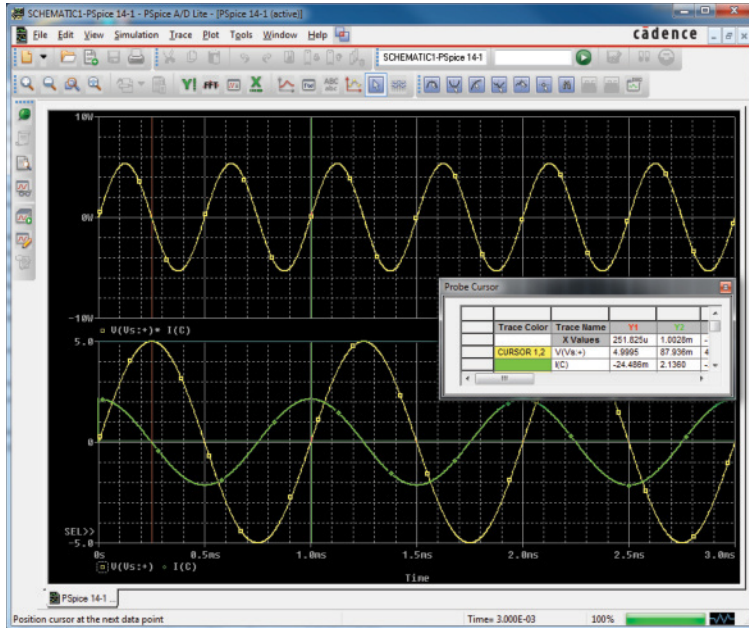 SCHEMATIC1-PSpice 14-1 - PSpice A/D Lite - [PSpice 14-1 (active)]
File Edit View Simulation Trace Plot Tools Window Help
cādence
SCHEMATIC1-PSpice 14-1
10W
0W
-10W
V(Vs:+)* I(C)
Probe Cursor
Trace Color Trace Name Y1 Y2
X Values 251.825u 1.0028m -
CURSOR 1,2 V(Vs:+) 4.9995 87.936m 4
I(C) -24.486m 2.1360 -
5.0
0
SEL>>
-5.0
0s 0.5ms 1.0ms 1.5ms 2.0ms 2.5ms 3.0ms
V(Vs:+) I(C)
Time
PSpice 14-1 ...
Position cursor at the next data point Time= 3.000E-03 100%